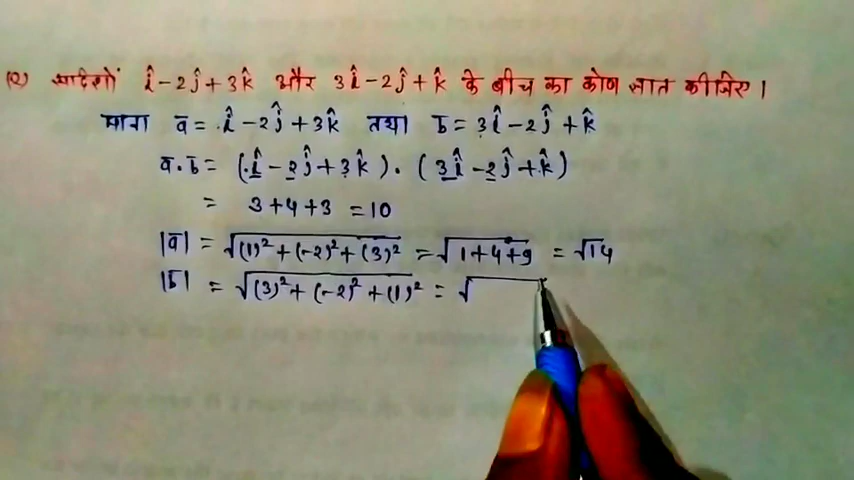 (2) सदिशों î - 2ĵ + 3k̂ और 3î - 2ĵ + k̂ के बीच का कोण ज्ञात कीजिए।
माना a̅ = î - 2ĵ + 3k̂ तथा b̅ = 3î - 2ĵ + k̂
a̅ . b̅ = (î - 2ĵ + 3k̂) . (3î - 2ĵ + k̂)
= 3 + 4 + 3 = 10
|a̅| = √(1)² + (-2)² + (3)² = √1 + 4 + 9 = √14
|b̅| = √(3)² + (-2)² + (1)² = √